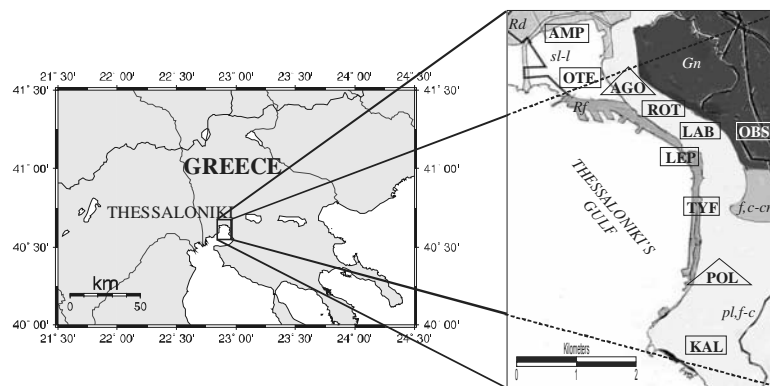 21° 30' 22° 00' 22° 30' 23° 00' 23° 30' 24° 00' 24° 30'
41° 30' 41° 30'
41° 00' 41° 00'
40° 30' 40° 30'
40° 00' 40° 00'
21° 30' 22° 00' 22° 30' 23° 00' 23° 30' 24° 00' 24° 30'
GREECE
THESSALONIKI
km
0 50
Rd
AMP
sl-l
Gn
OTE
AGO
Rf
ROT
LAB
OBS
LEP
THESSALONIKI'S
GULF
TYF
f,c-cr
POL
pl,f-c
KAL
Kilometers
0 1 2